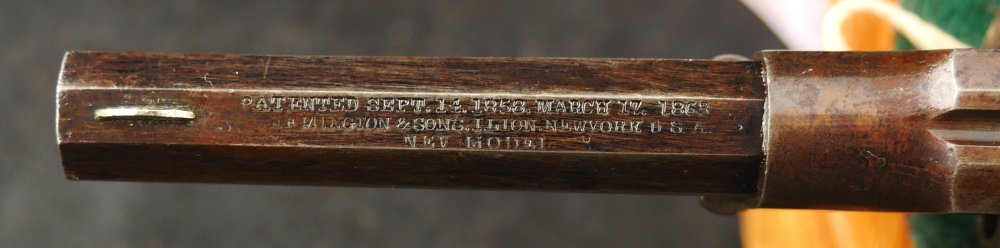 PATENTED SEPT. 14, 1858. MARCH 17, 1863
REMINGTON & SONS, ILION, NEW YORK U S A
NEW MODEL